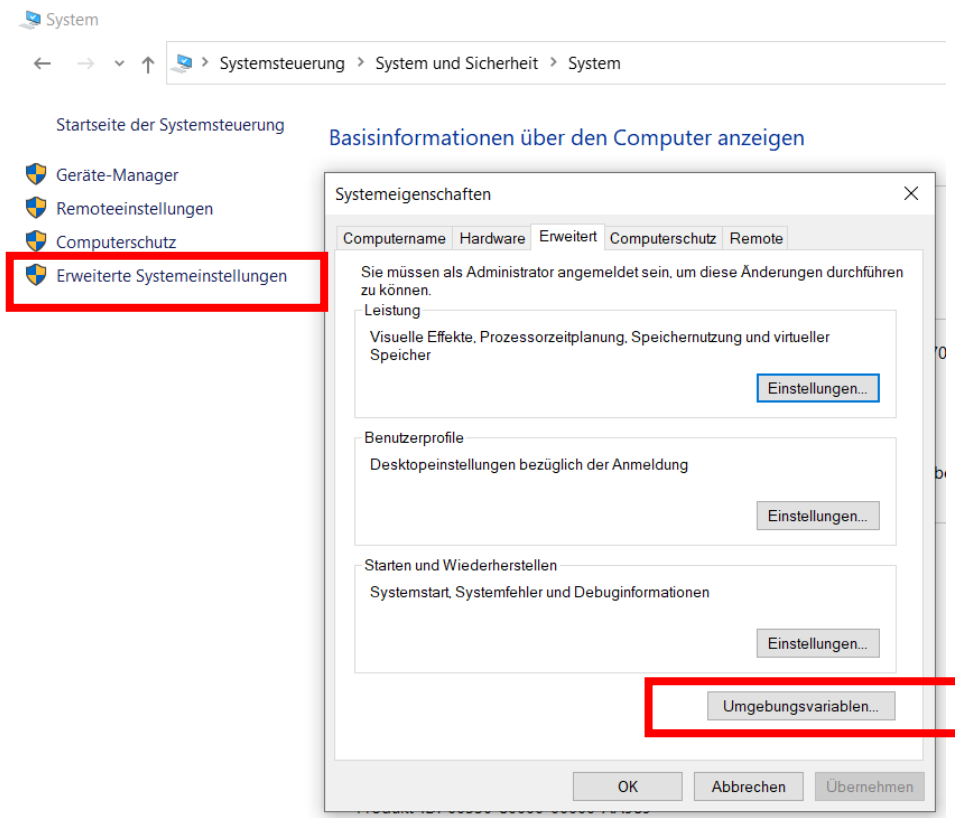 System
Systemsteuerung > System und Sicherheit > System
Startseite der Systemsteuerung
Geräte-Manager
Remoteeinstellungen
Computerschutz
Erweiterte Systemeinstellungen
Basisinformationen über den Computer anzeigen
Systemeigenschaften
Computername Hardware Erweitert Computerschutz Remote
Sie müssen als Administrator angemeldet sein, um diese Änderungen durchführen
zu können.
Leistung
Visuelle Effekte, Prozessorzeitplanung, Speichernutzung und virtueller
Speicher
Einstellungen...
Benutzerprofile
Desktopeinstellungen bezüglich der Anmeldung
Einstellungen...
Starten und Wiederherstellen
Systemstart, Systemfehler und Debuginformationen
Einstellungen...
Umgebungsvariablen...
OK Abbrechen Übernehmen